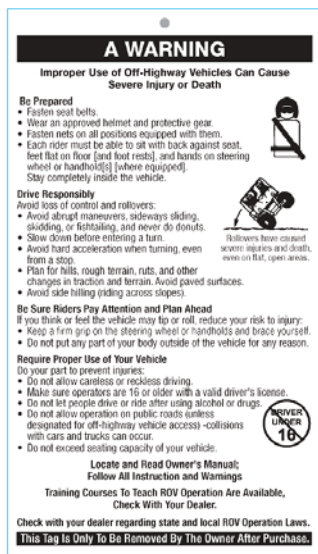 A WARNING
Improper Use of Off-Highway Vehicles Can Cause
Severe Injury or Death
Be Prepared
• Fasten seat belts.
• Wear an approved helmet and protective gear.
• Fasten nets on all positions equipped with them.
• Each rider must be able to sit with back against seat,
feet flat on floor [and foot rests], and hands on steering
wheel or handhold[s] [where equipped].
Stay completely inside the vehicle.
Drive Responsibly
Avoid loss of control and rollovers:
• Avoid abrupt maneuvers, sideways sliding,
skidding, or fishtailing, and never do donuts.
• Slow down before entering a turn.
• Avoid hard acceleration when turning, even
from a stop.
• Plan for hills, rough terrain, ruts, and other
changes in traction and terrain. Avoid paved surfaces.
• Avoid side hilling (riding across slopes).
Rollovers have caused
severe injuries and death,
even on flat, open areas.
Be Sure Riders Pay Attention and Plan Ahead
If you think or feel the vehicle may tip or roll, reduce your risk to injury:
• Keep a firm grip on the steering wheel or handholds and brace yourself.
• Do not put any part of your body outside of the vehicle for any reason.
Require Proper Use of Your Vehicle
Do your part to prevent injuries:
• Do not allow careless or reckless driving.
• Make sure operators are 16 or older with a valid driver's license.
• Do not let people drive or ride after using alcohol or drugs.
• Do not allow operation on public roads (unless
designated for off-highway vehicle access) -collisions
with cars and trucks can occur.
• Do not exceed seating capacity of your vehicle.
DRIVER
UNDER
16
Locate and Read Owner's Manual;
Follow All Instruction and Warnings
Training Courses To Teach ROV Operation Are Available,
Check With Your Dealer.
Check with your dealer regarding state and local ROV Operation Laws.
This Tag Is Only To Be Removed By The Owner After Purchase.